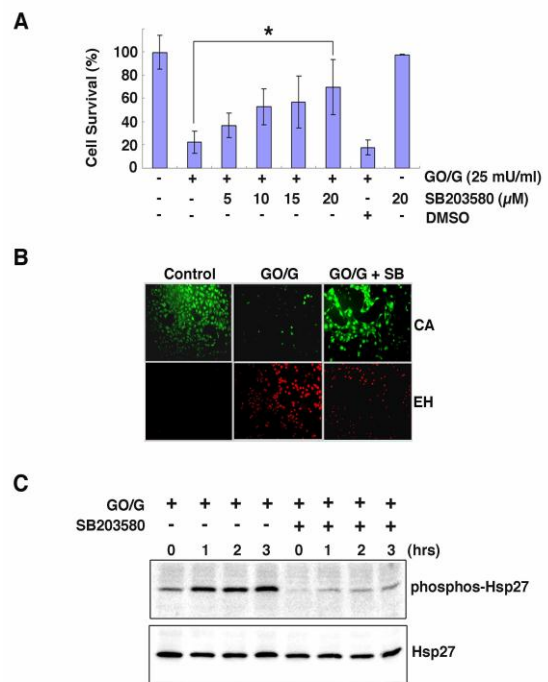 A
*
Cell Survival (%)
100
80
60
40
20
0
- + + + + + + - GO/G (25 mU/ml)
- - 5 10 15 20 - 20 SB203580 (μM)
- - - - - - + - DMSO
B
Control GO/G GO/G + SB
CA
EH
C
GO/G + + + + + + + +
SB203580 - - - - + + + +
0 1 2 3 0 1 2 3 (hrs)
phosphos-Hsp27
Hsp27